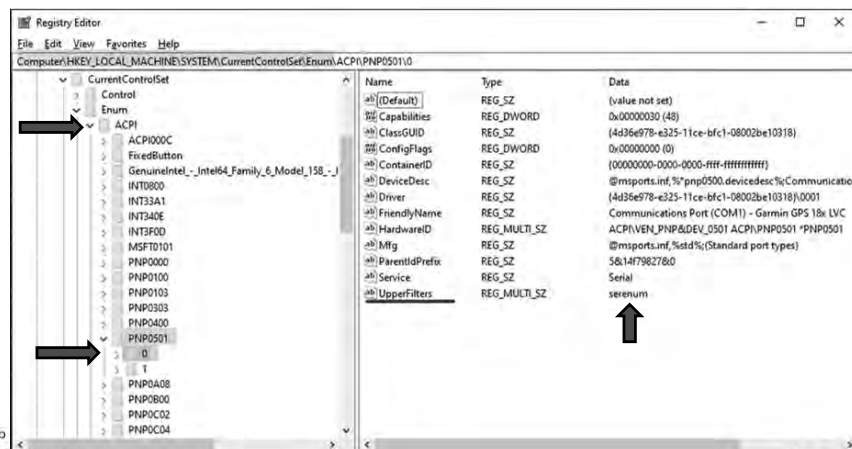 Registry Editor
File Edit View Favorites Help
Computer\HKEY_LOCAL_MACHINE\SYSTEM\CurrentControlSet\Enum\ACPI\PNP0501\0
CurrentControlSet
Control
Enum
ACPI
ACPI000C
FixedButton
GenuineIntel_-_Intel64_Family_6_Model_158_-_I
INT0800
INT33A1
INT340E
INT3F0D
MSFT0101
PNP0000
PNP0100
PNP0103
PNP0303
PNP0400
PNP0501
0
1
PNP0A08
PNP0B00
PNP0C02
PNP0C04
Name Type Data
(Default) REG_SZ (value not set)
Capabilities REG_DWORD 0x00000030 (48)
ClassGUID REG_SZ {4d36e978-e325-11ce-bfc1-08002be10318}
ConfigFlags REG_DWORD 0x00000000 (0)
ContainerID REG_SZ {00000000-0000-0000-ffff-ffffffffffff}
DeviceDesc REG_SZ @msports.inf,%*pnp0500.devicedesc%;Communicatio
Driver REG_SZ {4d36e978-e325-11ce-bfc1-08002be10318}\0001
FriendlyName REG_SZ Communications Port (COM1) - Garmin GPS 18x LVC
HardwareID REG_MULTI_SZ ACPI\VEN_PNP&DEV_0501 ACPI\PNP0501 *PNP0501
Mfg REG_SZ @msports.inf,%std%;(Standard port types)
ParentIdPrefix REG_SZ 5&14f79827&0
Service REG_SZ Serial
UpperFilters REG_MULTI_SZ serenum